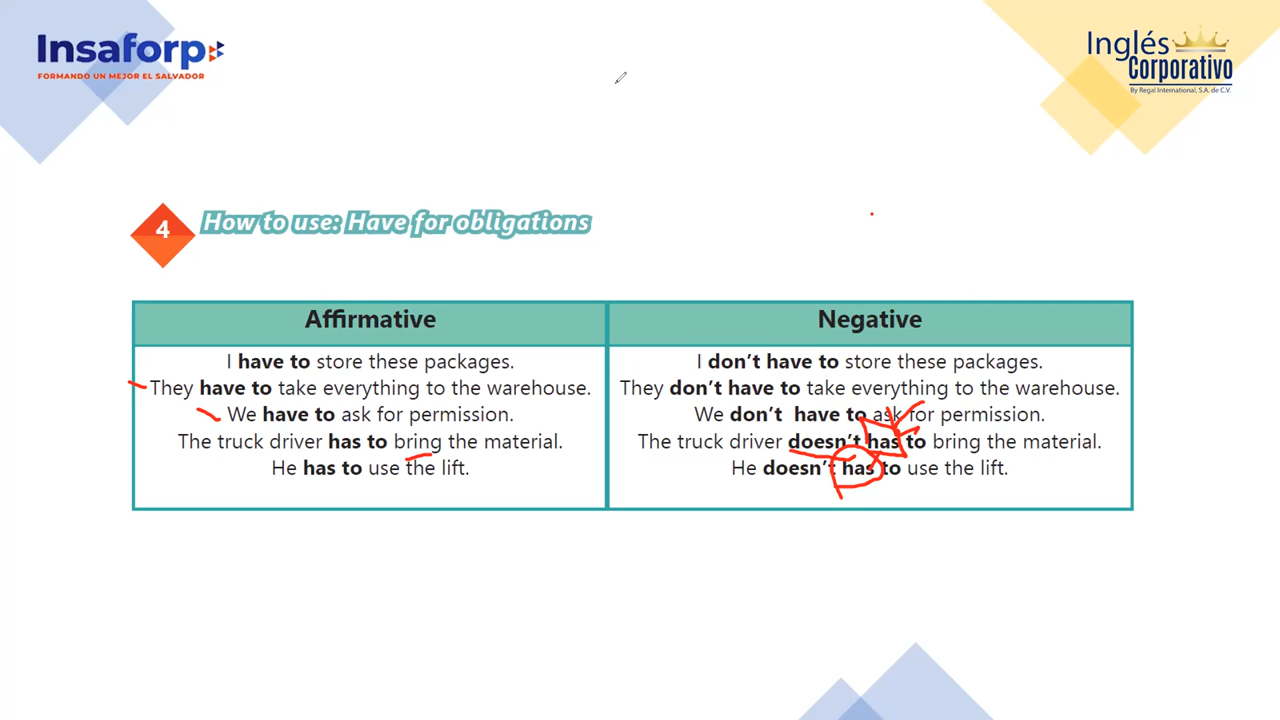 Insaforp
FORMANDO UN MEJOR EL SALVADOR
Inglés
Corporativo
By Regal International, S.A. de C.V.
4
How to use: Have for obligations
Affirmative
I have to store these packages.
They have to take everything to the warehouse.
We have to ask for permission.
The truck driver has to bring the material.
He has to use the lift.
Negative
I don't have to store these packages.
They don't have to take everything to the warehouse.
We don't have to ask for permission.
The truck driver doesn't has to bring the material.
He doesn't has to use the lift.